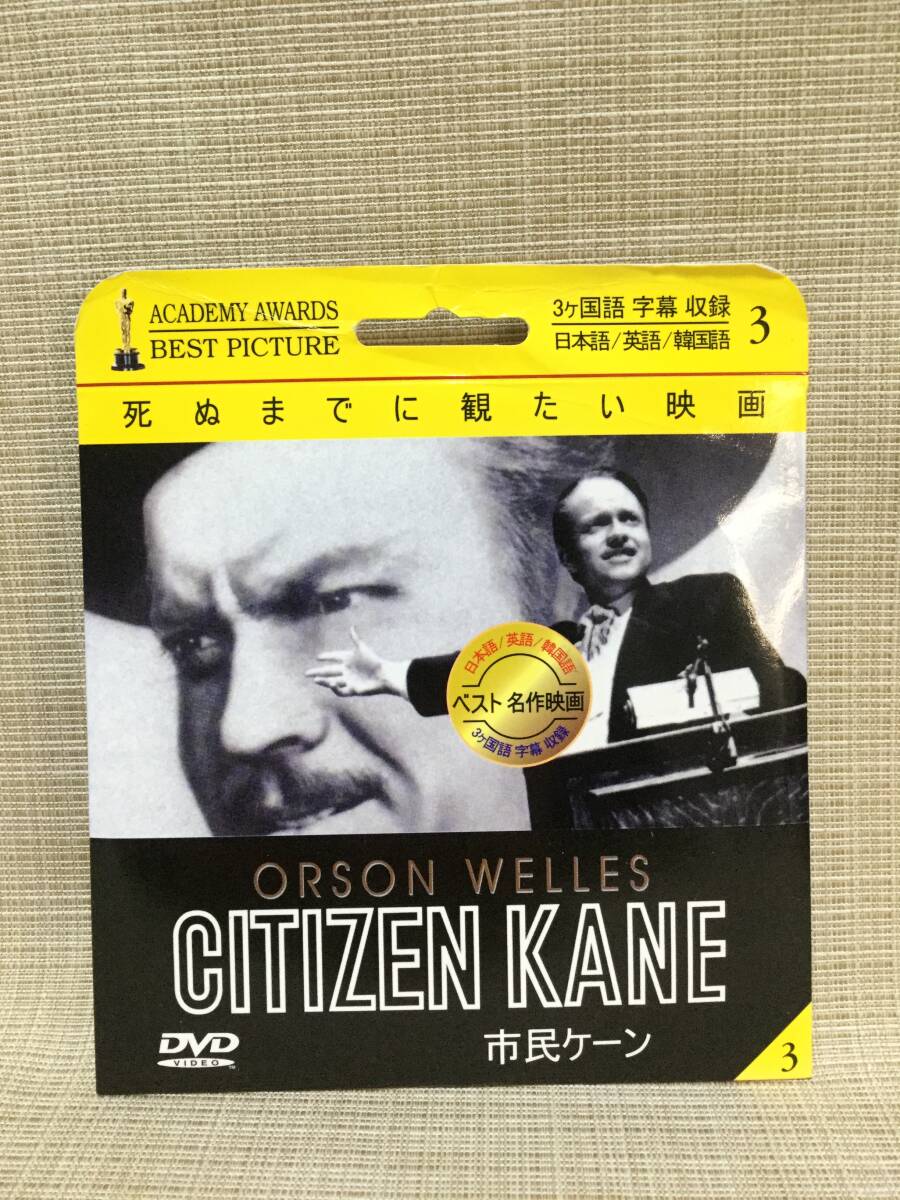 ACADEMY AWARDS
BEST PICTURE
3ヶ国語 字幕 収録
日本語/英語/韓国語
3
死ぬまでに観たい映画
日本語/英語/韓国語
ベスト 名作映画
3ヶ国語 字幕 収録
ORSON WELLES
CITIZEN KANE
市民ケーン
DVD
VIDEO
TM
3